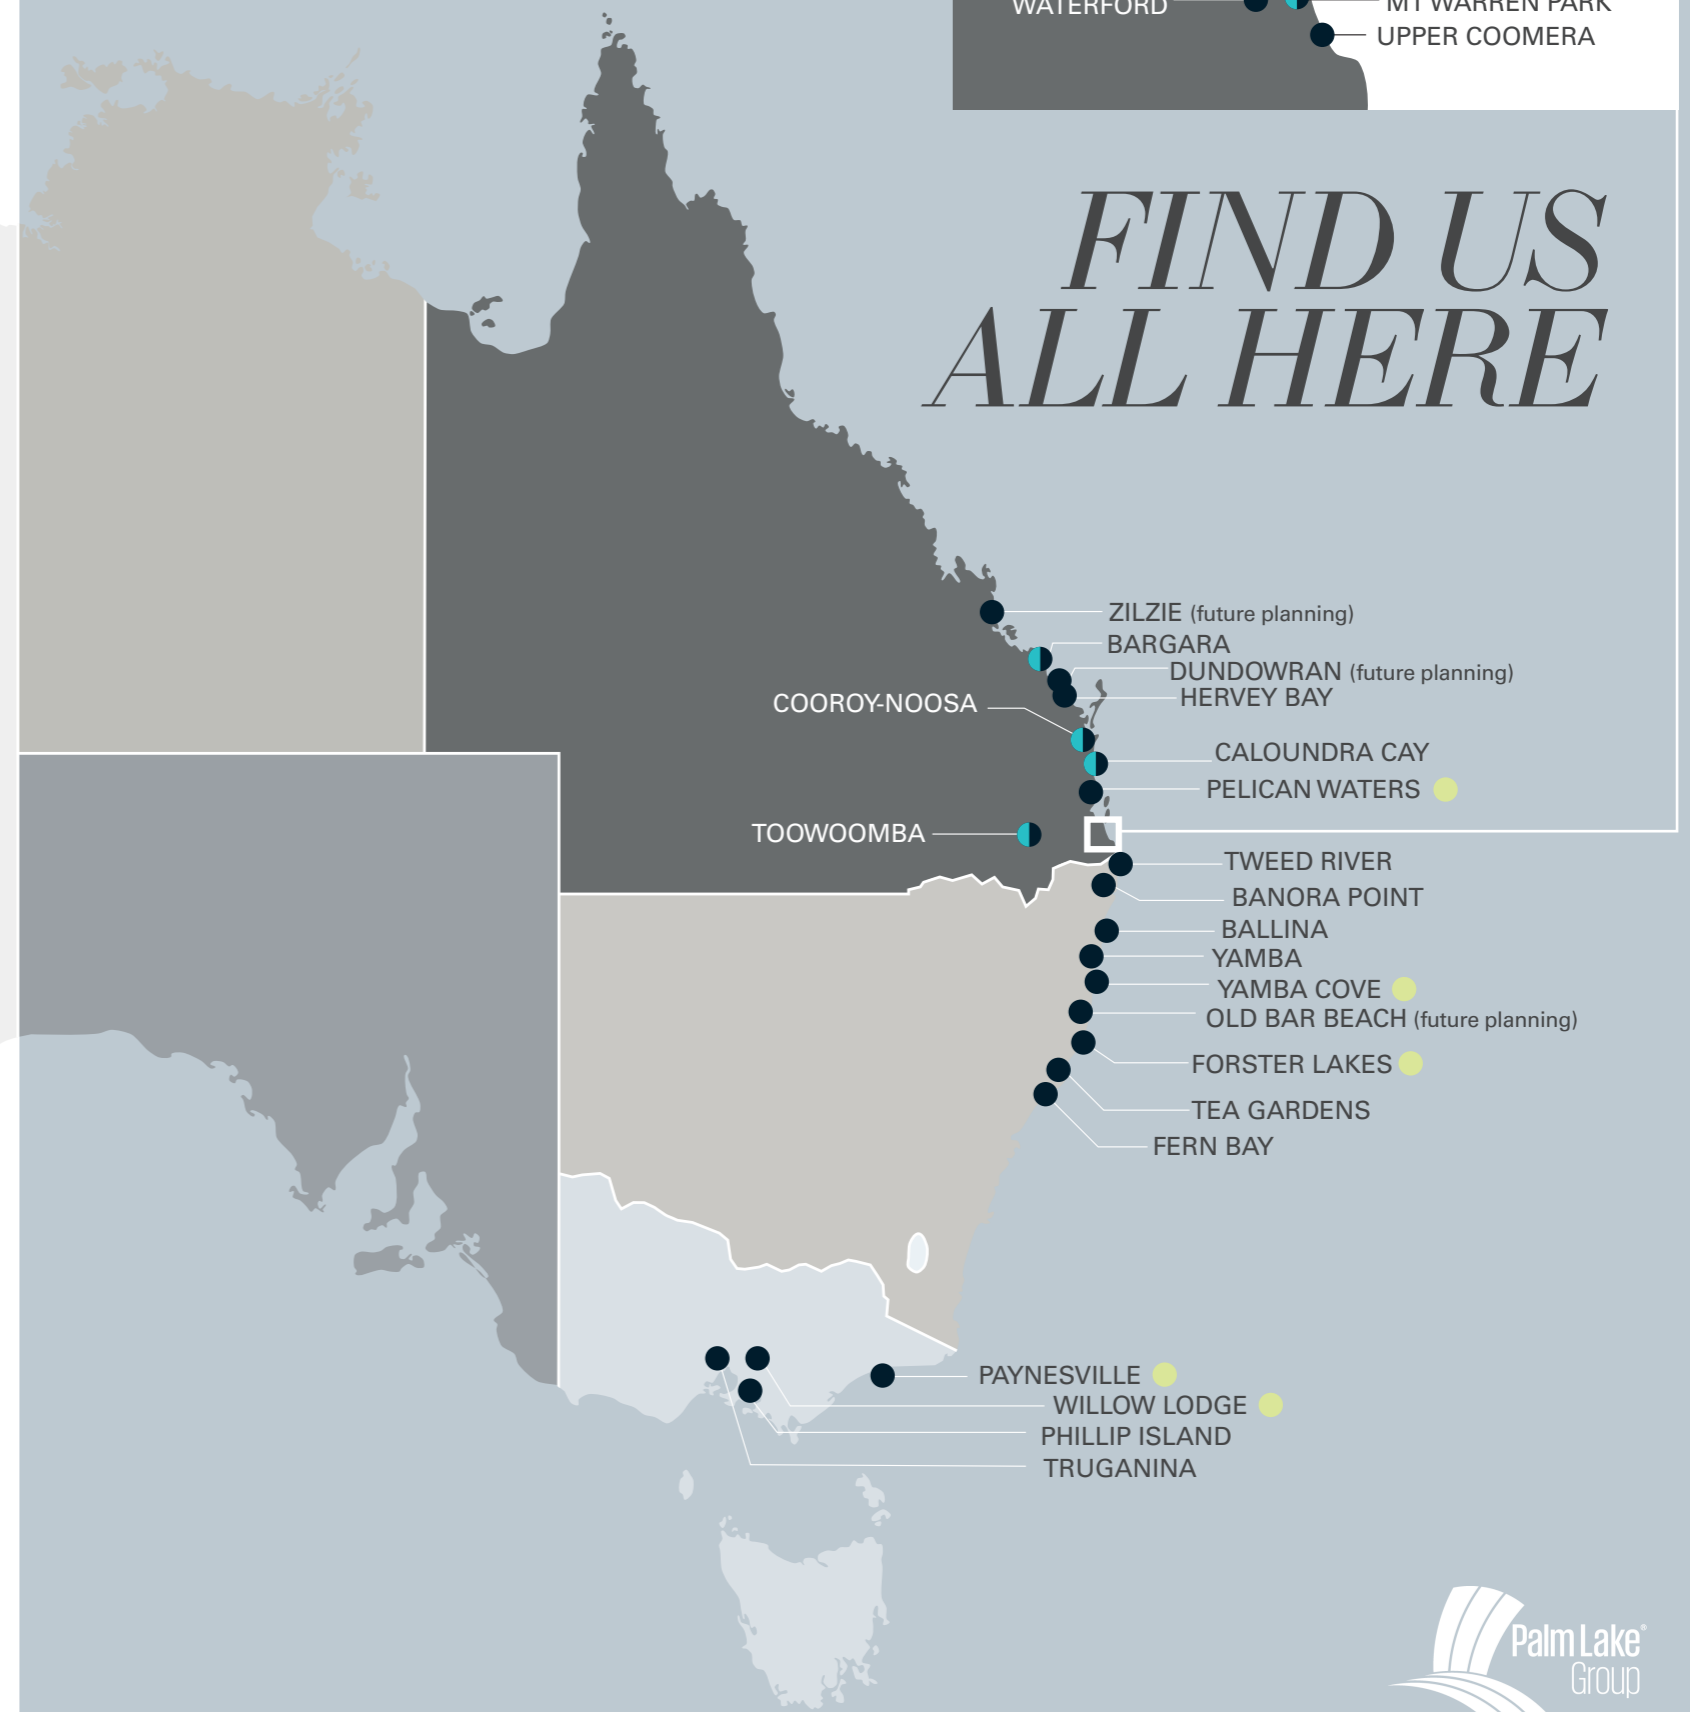 WATERFORD
MT WARREN PARK
UPPER COOMERA
FIND US
ALL HERE
ZILZIE (future planning)
BARGARA
DUNDOWRAN (future planning)
HERVEY BAY
COOROY-NOOSA
CALOUNDRA CAY
PELICAN WATERS
TOOWOOMBA
TWEED RIVER
BANORA POINT
BALLINA
YAMBA
YAMBA COVE
OLD BAR BEACH (future planning)
FORSTER LAKES
TEA GARDENS
FERN BAY
PAYNESVILLE
WILLOW LODGE
PHILLIP ISLAND
TRUGANINA
Palm Lake®
Group